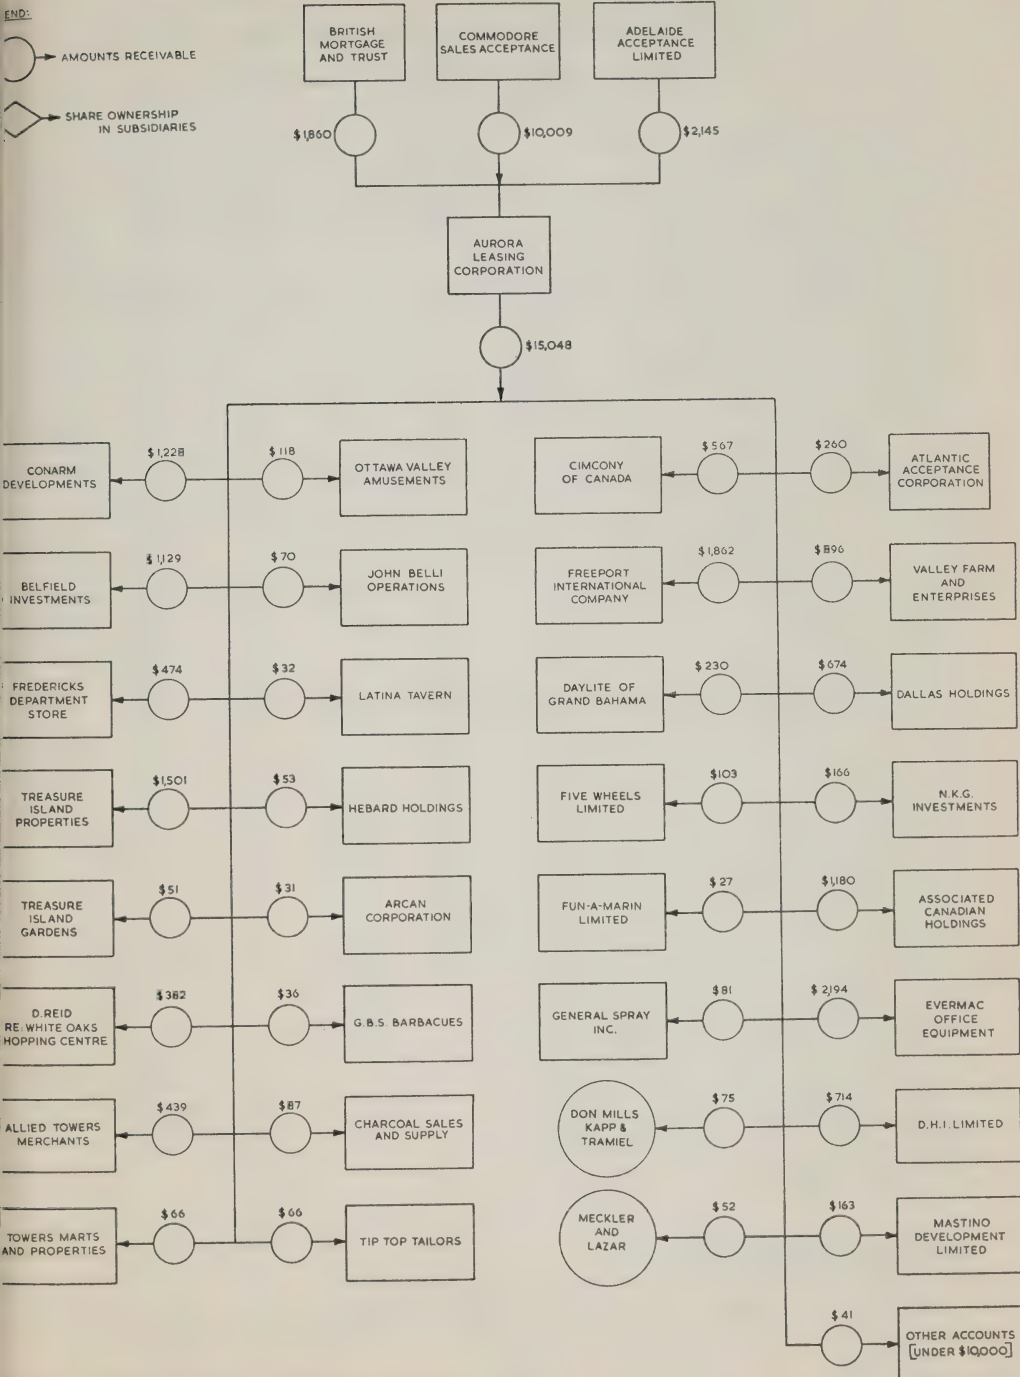 END:
AMOUNTS RECEIVABLE
SHARE OWNERSHIP
IN SUBSIDIARIES
BRITISH
MORTGAGE
AND TRUST
COMMODORE
SALES ACCEPTANCE
ADELAIDE
ACCEPTANCE
LIMITED
$1,860
$10,009
$2,145
AURORA
LEASING
CORPORATION
$15,048
CONARM
DEVELOPMENTS
$1,228
$118
OTTAWA VALLEY
AMUSEMENTS
CIMCONY
OF CANADA
$567
$260
ATLANTIC
ACCEPTANCE
CORPORATION
BELFIELD
INVESTMENTS
$1,129
$70
JOHN BELLI
OPERATIONS
FREEPORT
INTERNATIONAL
COMPANY
$1,862
$896
VALLEY FARM
AND
ENTERPRISES
FREDERICKS
DEPARTMENT
STORE
$474
$32
LATINA TAVERN
DAYLITE OF
GRAND BAHAMA
$230
$674
DALLAS HOLDINGS
TREASURE
ISLAND
PROPERTIES
$1,501
$53
HEBARD HOLDINGS
FIVE WHEELS
LIMITED
$103
$166
N.K.G.
INVESTMENTS
TREASURE
ISLAND
GARDENS
$51
$31
ARCAN
CORPORATION
FUN-A-MARIN
LIMITED
$27
$1,180
ASSOCIATED
CANADIAN
HOLDINGS
D. REID
RE: WHITE OAKS
HOPPING CENTRE
$382
$36
G.B.S. BARBACUES
GENERAL SPRAY
INC.
$81
$2,194
EVERMAC
OFFICE
EQUIPMENT
ALLIED TOWERS
MERCHANTS
$439
$87
CHARCOAL SALES
AND SUPPLY
DON MILLS
KAPP &
TRAMIEL
$75
$714
D.H.I. LIMITED
TOWERS MARTS
AND PROPERTIES
$66
$66
TIP TOP TAILORS
MECKLER
AND
LAZAR
$52
$163
MASTINO
DEVELOPMENT
LIMITED
$41
OTHER ACCOUNTS
[UNDER $10,000]